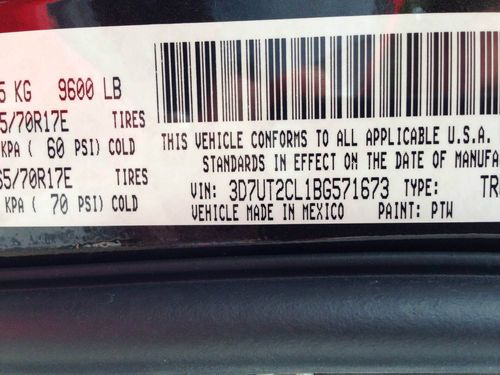 5 KG 9600 LB
5/70R17E TIRES
KPA ( 60 PSI) COLD
S5/70R17E TIRES
KPA ( 70 PSI) COLD
THIS VEHICLE CONFORMS TO ALL APPLICABLE U.S.A.
STANDARDS IN EFFECT ON THE DATE OF MANUFA
VIN: 3D7UT2CL1BG571673 TYPE: TR
VEHICLE MADE IN MEXICO PAINT: PTW